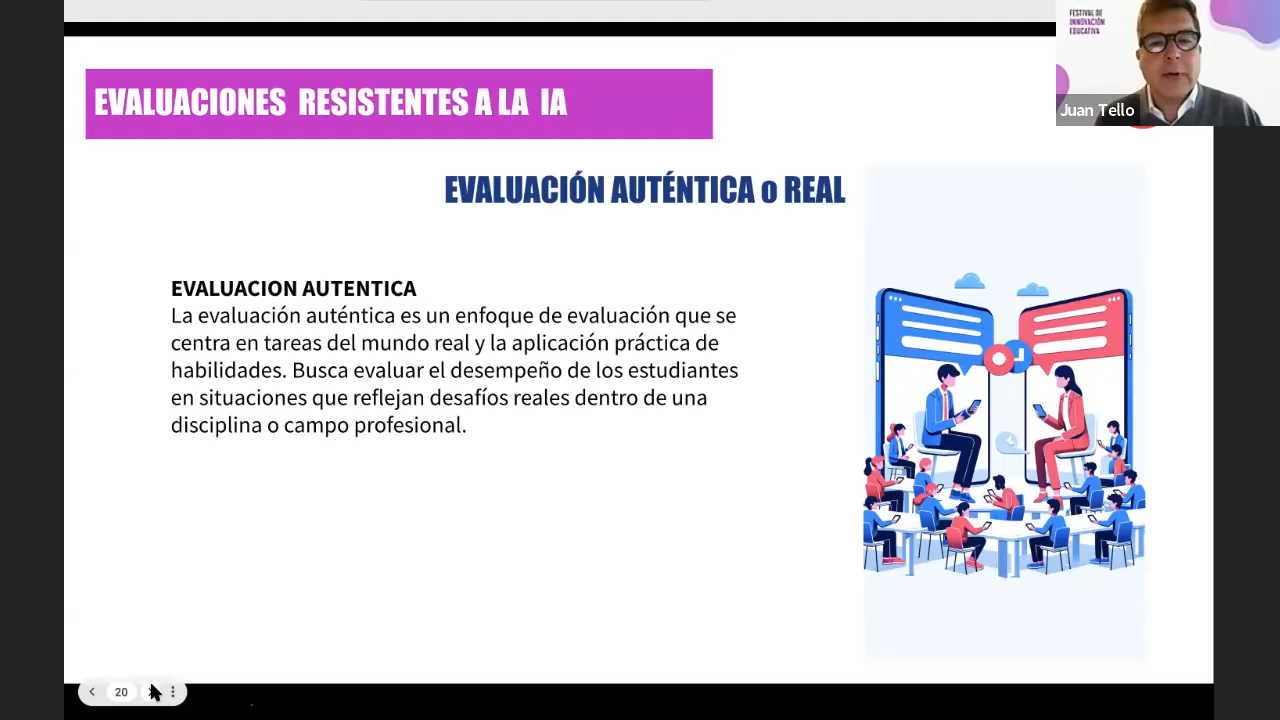 FESTIVAL DE
INNOVACIÓN
EDUCATIVA
Juan Tello
EVALUACIONES RESISTENTES A LA IA
EVALUACIÓN AUTÉNTICA o REAL
EVALUACION AUTENTICA
La evaluación auténtica es un enfoque de evaluación que se
centra en tareas del mundo real y la aplicación práctica de
habilidades. Busca evaluar el desempeño de los estudiantes
en situaciones que reflejan desafíos reales dentro de una
disciplina o campo profesional.
20